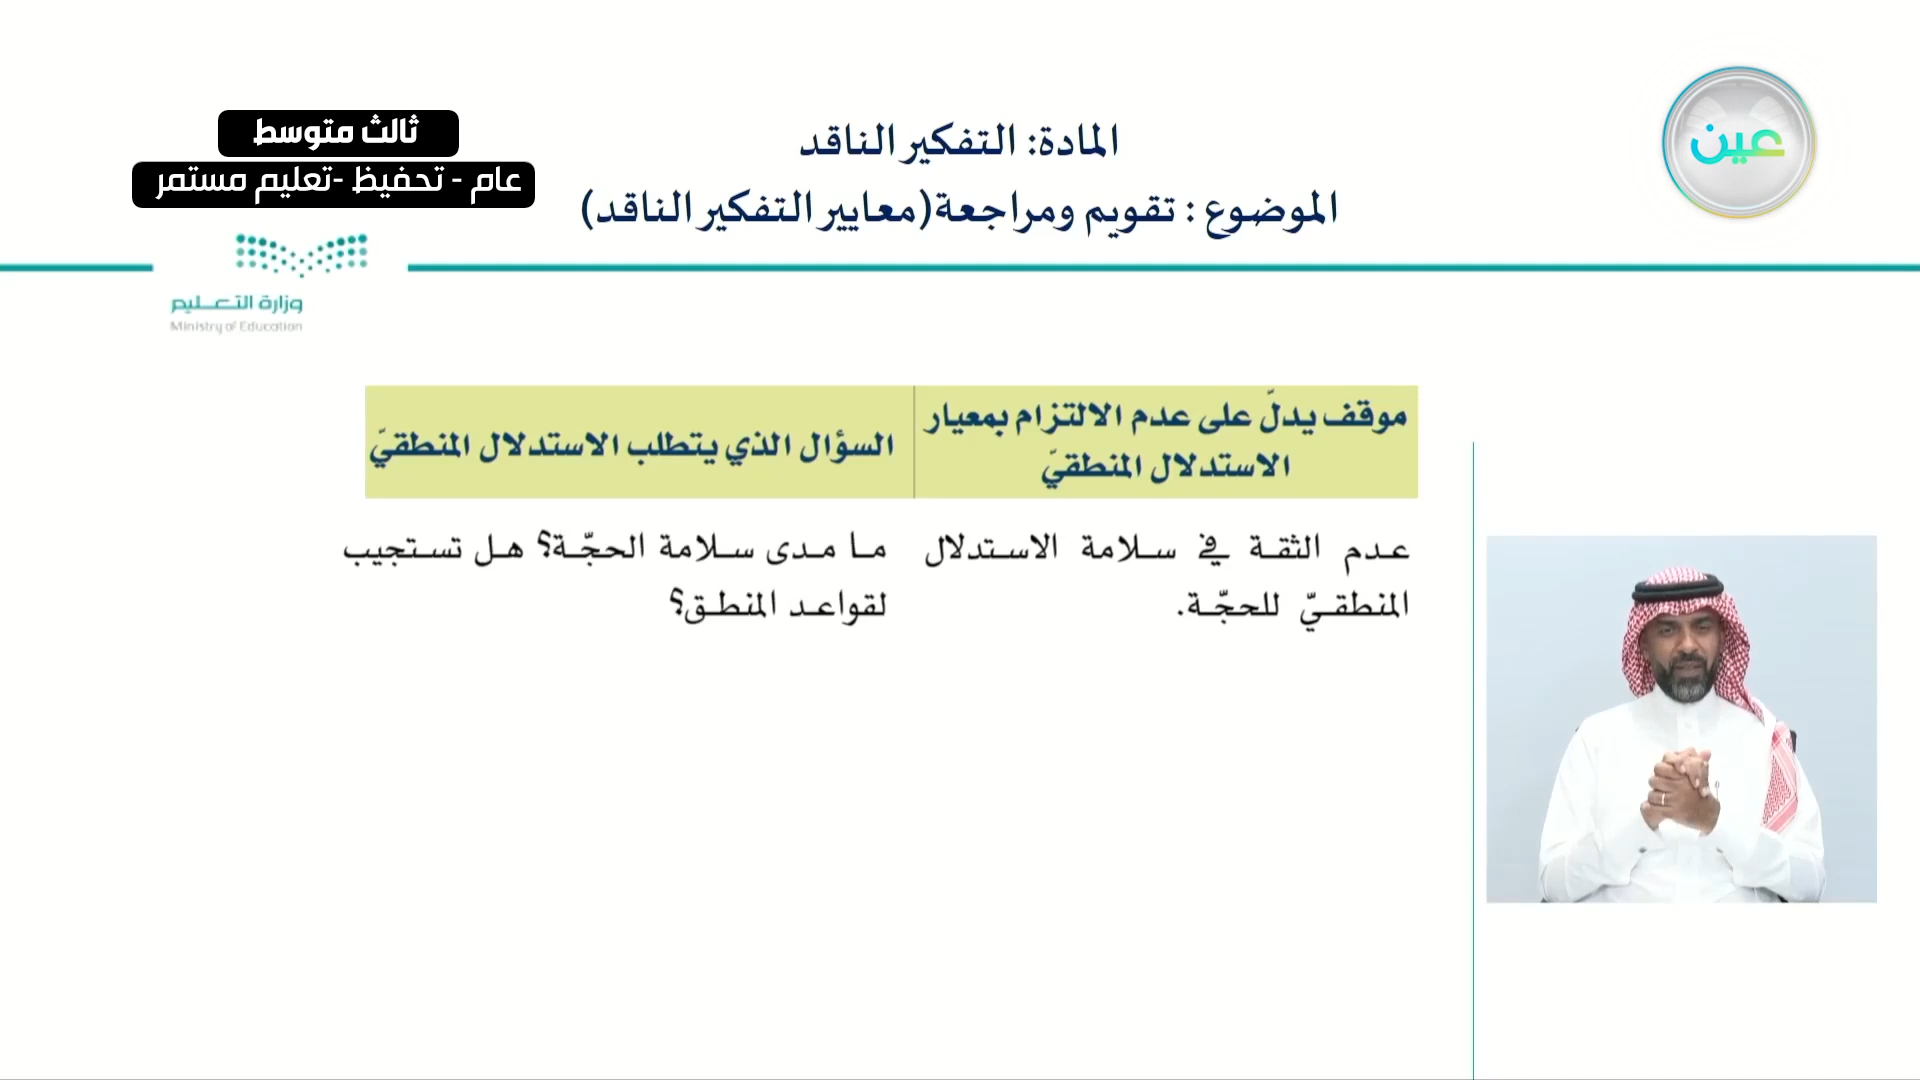 ثالث متوسط
عام - تحفيظ -تعليم مستمر
المادة: التفكير الناقد
الموضوع : تقويم ومراجعة(معايير التفكير الناقد)
عين
وزارة التعليم
Ministry of Education
موقف يدلّ على عدم الالتزام بمعيار
الاستدلال المنطقيّ
السؤال الذي يتطلب الاستدلال المنطقيّ
عدم الثقة في سلامة الاستدلال
المنطقيّ للحجّة.
ما مدى سلامة الحجّة؟ هل تستجيب
لقواعد المنطق؟